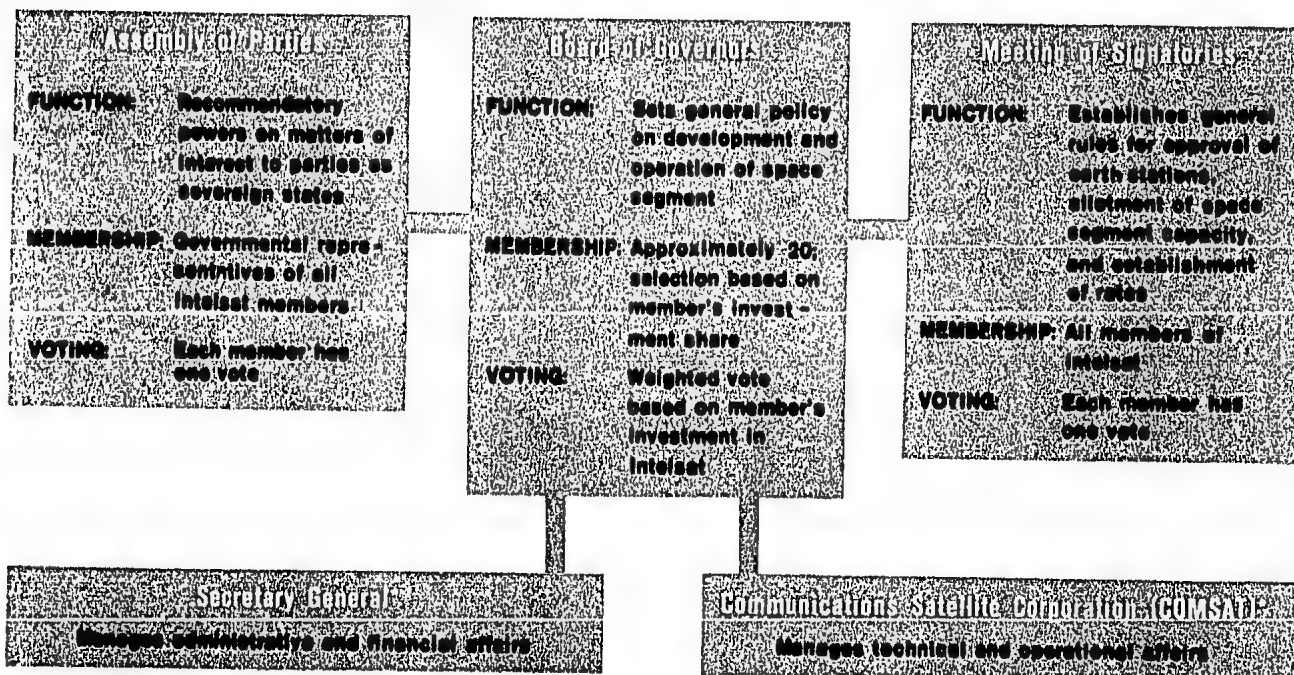 Assembly of Parties
FUNCTION: Recommendatory
powers on matters of
interest to parties as
sovereign states
MEMBERSHIP: Governmental repre-
sentatives of all
Intelsat members
VOTING: Each member has
one vote
Board of Governors
FUNCTION: Sets general policy
on development and
operation of space
segment
MEMBERSHIP: Approximately 20;
selection based on
member's invest-
ment share
VOTING: Weighted vote
based on member's
investment in
Intelsat
Meeting of Signatories
FUNCTION: Establishes general
rules for approval of
earth stations,
allotment of space
segment capacity,
and establishment
of rates
MEMBERSHIP: All members of
Intelsat
VOTING: Each member has
one vote
Secretary General
Manages administrative and financial affairs
Communications Satellite Corporation (COMSAT)
Manages technical and operational affairs